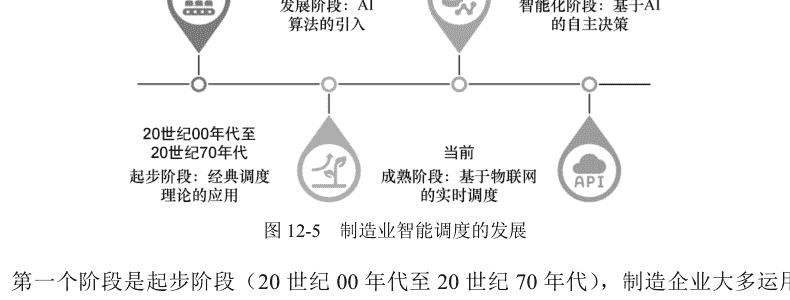 发展阶段：AI
算法的引入
智能化阶段：基于AI
的自主决策
20世纪00年代至
20世纪70年代
起步阶段：经典调度
理论的应用
当前
成熟阶段：基于物联网
的实时调度
API
图 12-5 制造业智能调度的发展
第一个阶段是起步阶段（20 世纪 00 年代至 20 世纪 70 年代），制造企业大多运用